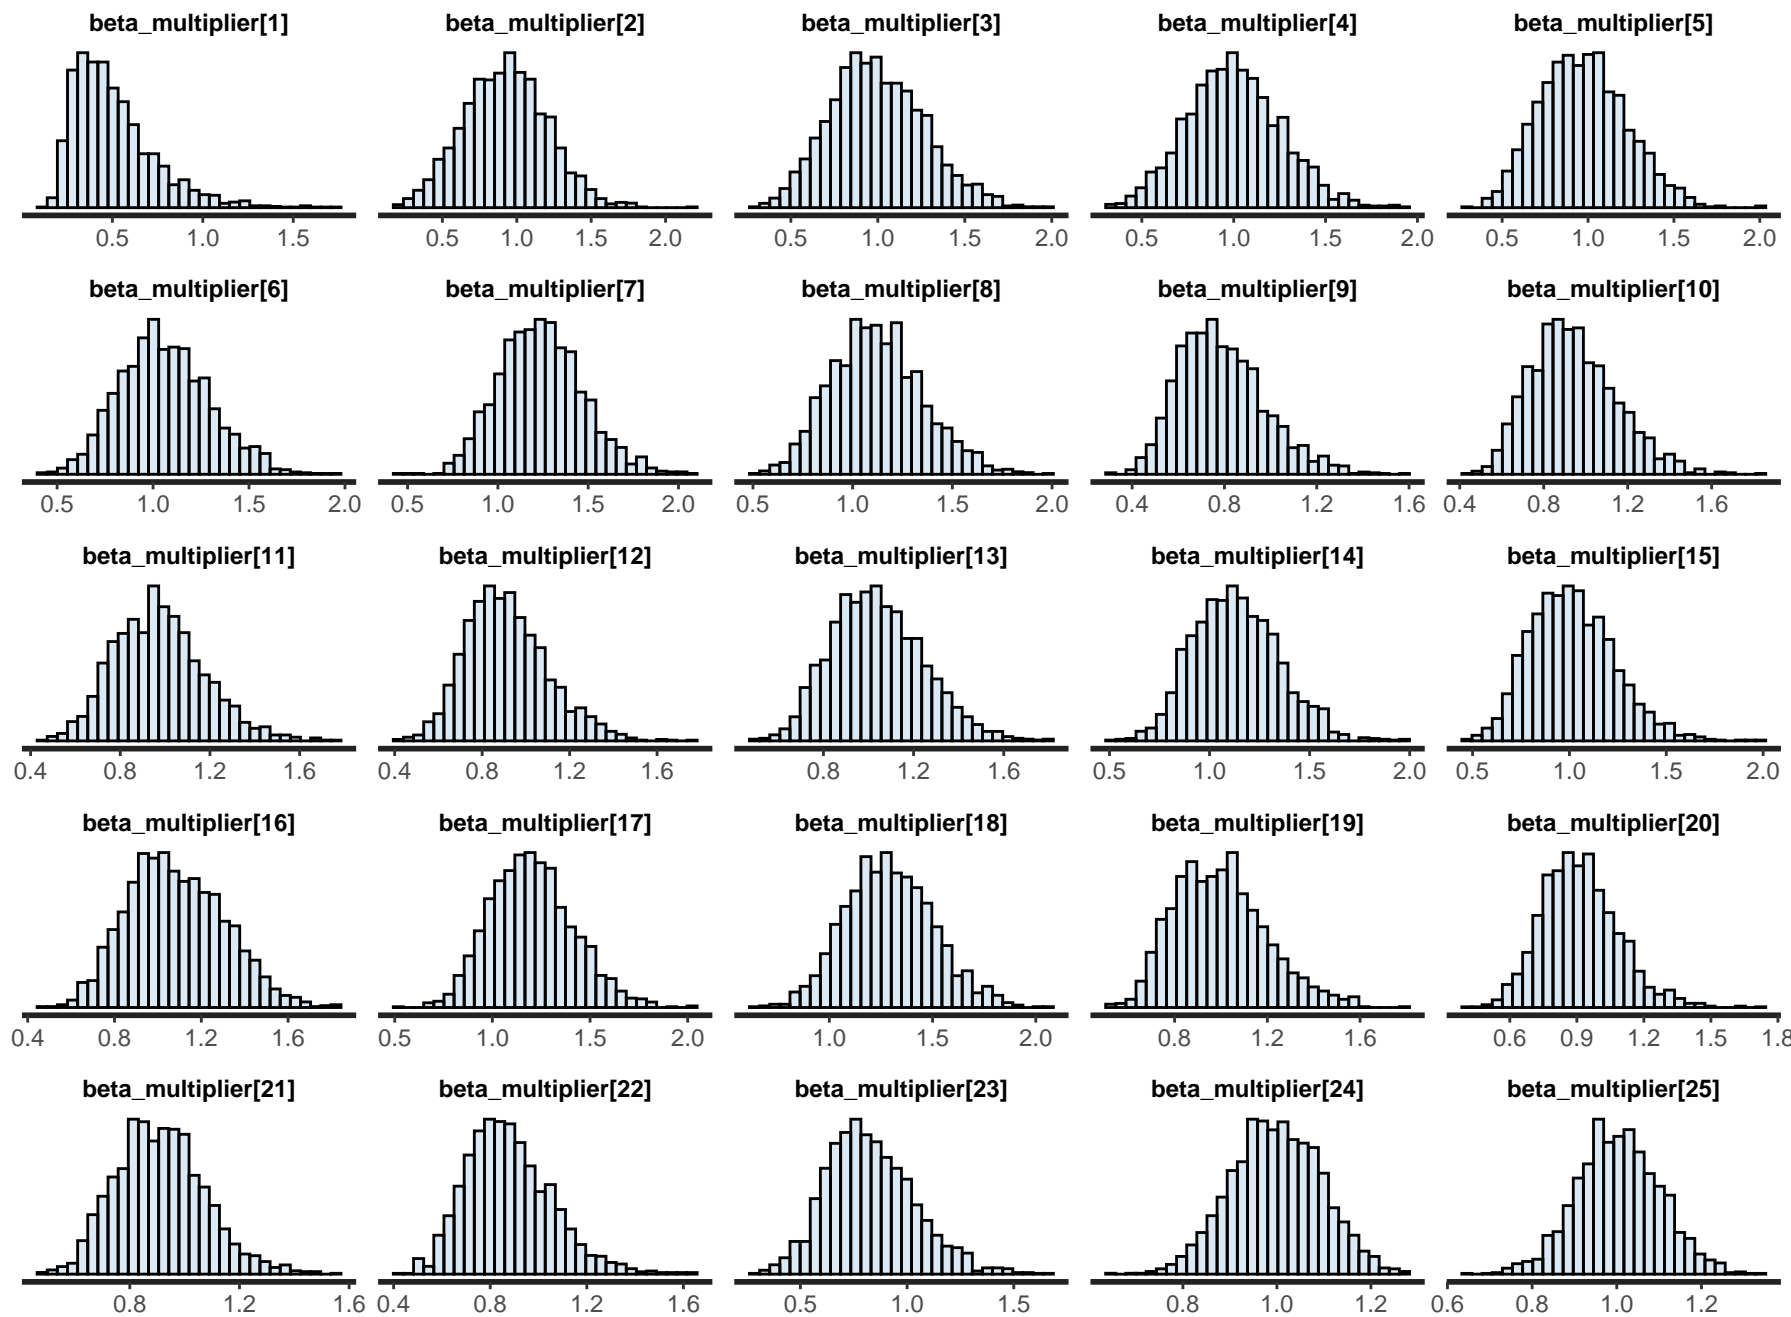 beta_multiplier[1] beta_multiplier[2] beta_multiplier[3] beta_multiplier[4] beta_multiplier[5]
0.5 1.0 1.5 0.5 1.0 1.5 2.0 0.5 1.0 1.5 2.0 0.5 1.0 1.5 2.0 0.5 1.0 1.5 2.0
beta_multiplier[6] beta_multiplier[7] beta_multiplier[8] beta_multiplier[9] beta_multiplier[10]
0.5 1.0 1.5 2.0 0.5 1.0 1.5 2.0 0.5 1.0 1.5 2.0 0.4 0.8 1.2 1.6 0.4 0.8 1.2 1.6
beta_multiplier[11] beta_multiplier[12] beta_multiplier[13] beta_multiplier[14] beta_multiplier[15]
0.4 0.8 1.2 1.6 0.4 0.8 1.2 1.6 0.8 1.2 1.6 0.5 1.0 1.5 2.0 0.5 1.0 1.5 2.0
beta_multiplier[16] beta_multiplier[17] beta_multiplier[18] beta_multiplier[19] beta_multiplier[20]
0.4 0.8 1.2 1.6 0.5 1.0 1.5 2.0 1.0 1.5 2.0 0.8 1.2 1.6 0.6 0.9 1.2 1.5 1.8
beta_multiplier[21] beta_multiplier[22] beta_multiplier[23] beta_multiplier[24] beta_multiplier[25]
0.8 1.2 1.6 0.4 0.8 1.2 1.6 0.5 1.0 1.5 0.8 1.0 1.2 0.6 0.8 1.0 1.2